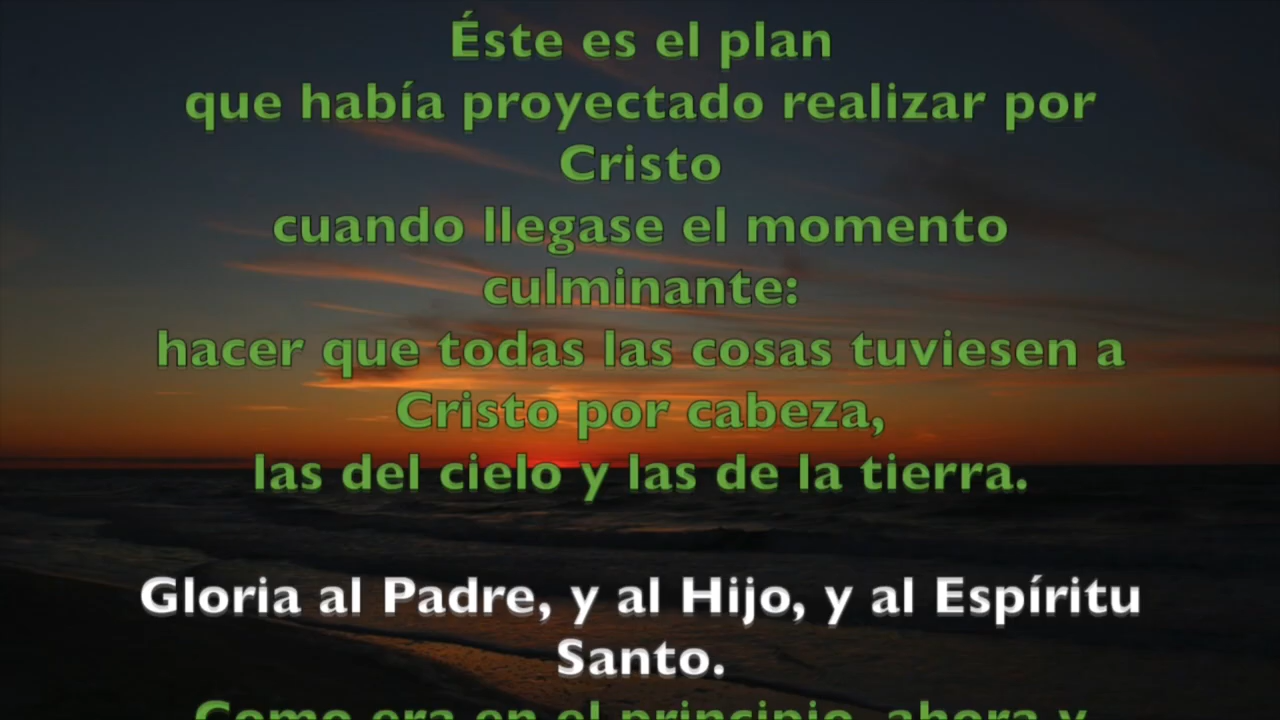 Éste es el plan
que había proyectado realizar por
Cristo
cuando llegase el momento
culminante:
hacer que todas las cosas tuviesen a
Cristo por cabeza,
las del cielo y las de la tierra.
Gloria al Padre, y al Hijo, y al Espíritu
Santo.
Como era en el principio, ahora y